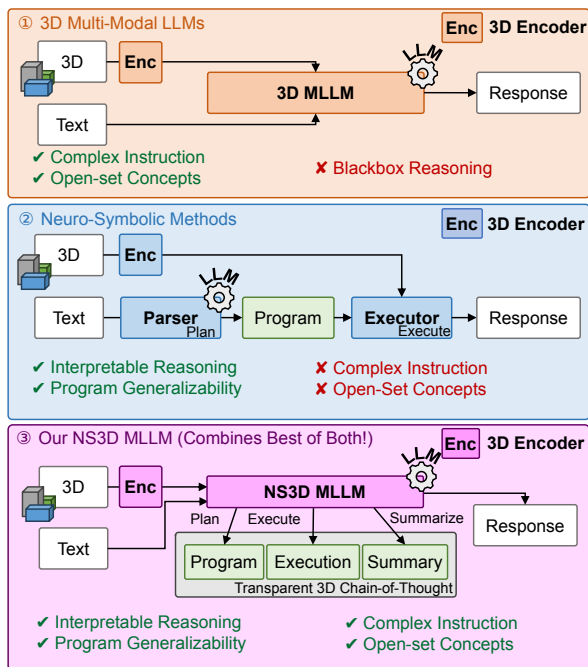 ① 3D Multi-Modal LLMs
Enc 3D Encoder
3D
Enc
LLM
3D MLLM
Response
Text
✔ Complex Instruction
✔ Open-set Concepts
✘ Blackbox Reasoning
② Neuro-Symbolic Methods
Enc 3D Encoder
3D
Enc
LLM
Text
Parser
Plan
Program
Executor
Execute
Response
✔ Interpretable Reasoning
✔ Program Generalizability
✘ Complex Instruction
✘ Open-Set Concepts
③ Our NS3D MLLM (Combines Best of Both!)
Enc 3D Encoder
3D
Enc
LLM
NS3D MLLM
Text
Plan
Execute
Summarize
Response
Program
Execution
Summary
Transparent 3D Chain-of-Thought
✔ Interpretable Reasoning
✔ Program Generalizability
✔ Complex Instruction
✔ Open-set Concepts